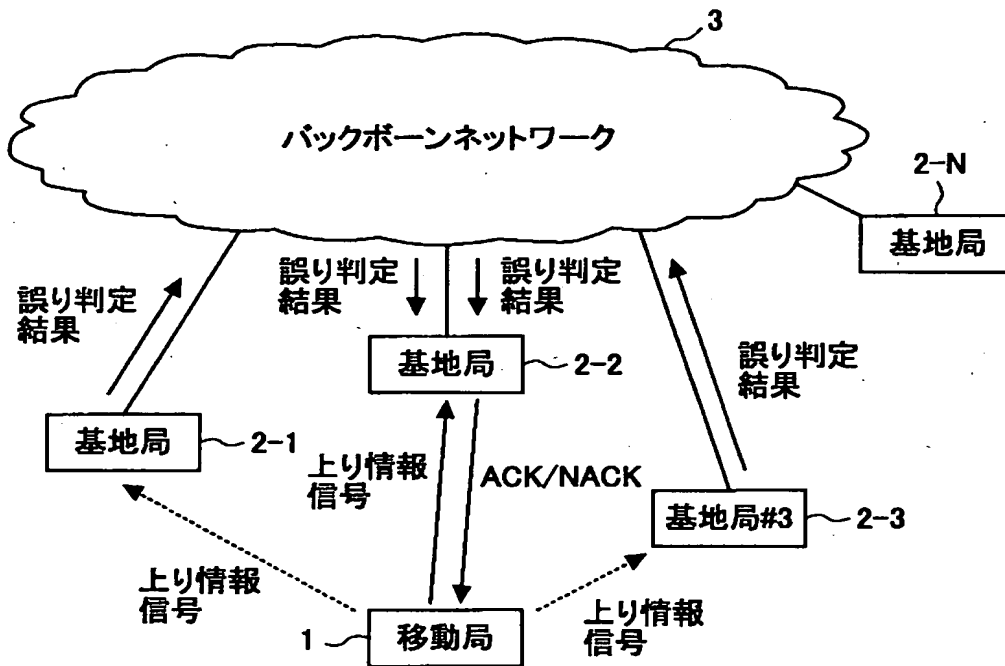 3
バックボーンネットワーク
2-N
基地局
誤り判定
結果
誤り判定
結果
誤り判定
結果
誤り判定
結果
基地局
2-2
基地局
2-1
上り情報
信号
ACK/NACK
基地局#3
2-3
上り情報
信号
上り情報
信号
1
移動局